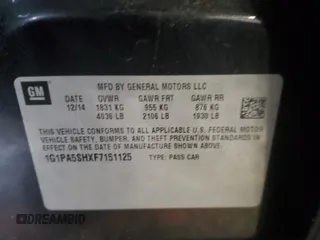 GM
MFD BY GENERAL MOTORS LLC
DATE GVWR GAWR FRT GAWR RR
12/14 1831 KG 955 KG 876 KG
4036 LB 2106 LB 1930 LB
THIS VEHICLE CONFORMS TO ALL APPLICABLE U.S. FEDERAL MOTOR
VEHICLE SAFETY, BUMPER, AND THEFT PREVENTION STANDARDS
IN EFFECT ON THE DATE OF MANUFACTURE SHOWN ABOVE.
1G1PA5SHXF7151125 TYPE: PASS CAR
DREAMBID